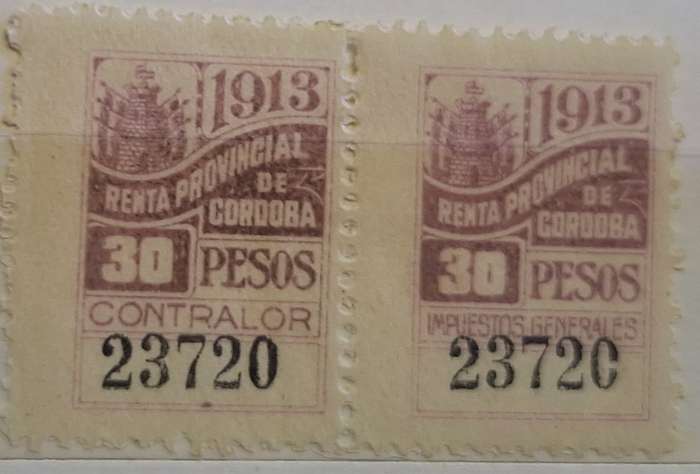 1913
RENTA PROVINCIAL
DE
CORDOBA
30 PESOS
CONTRALOR
23720
1913
RENTA PROVINCIAL
DE
CORDOBA
30 PESOS
IMPUESTOS GENERALES
23720